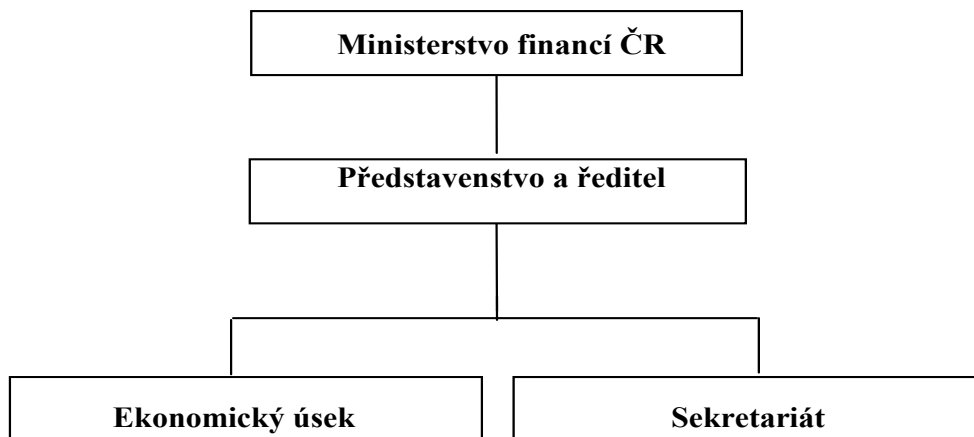 Ministerstvo financí ČR
Představenstvo a ředitel
Ekonomický úsek
Sekretariát